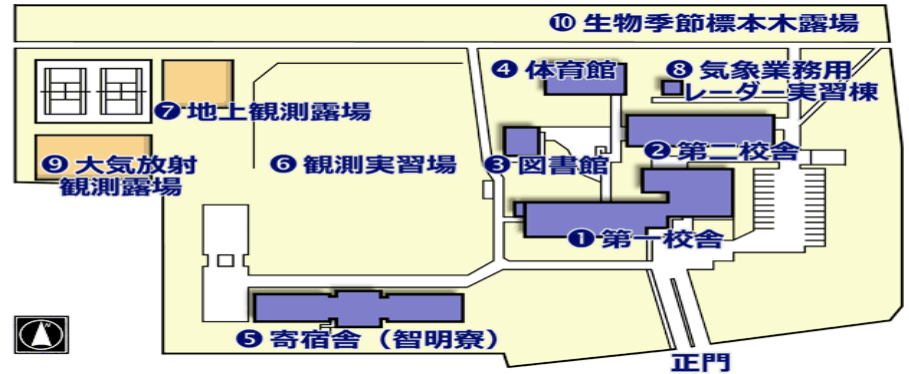 ❿ 生物季節標本木露場
❹ 体育館
❽ 気象業務用
レーダー実習棟
❼ 地上観測露場
❷ 第二校舎
❾ 大気放射
観測露場
❻ 観測実習場
❸ 図書館
❶ 第一校舎
❺ 寄宿舎（智明寮）
正門
N